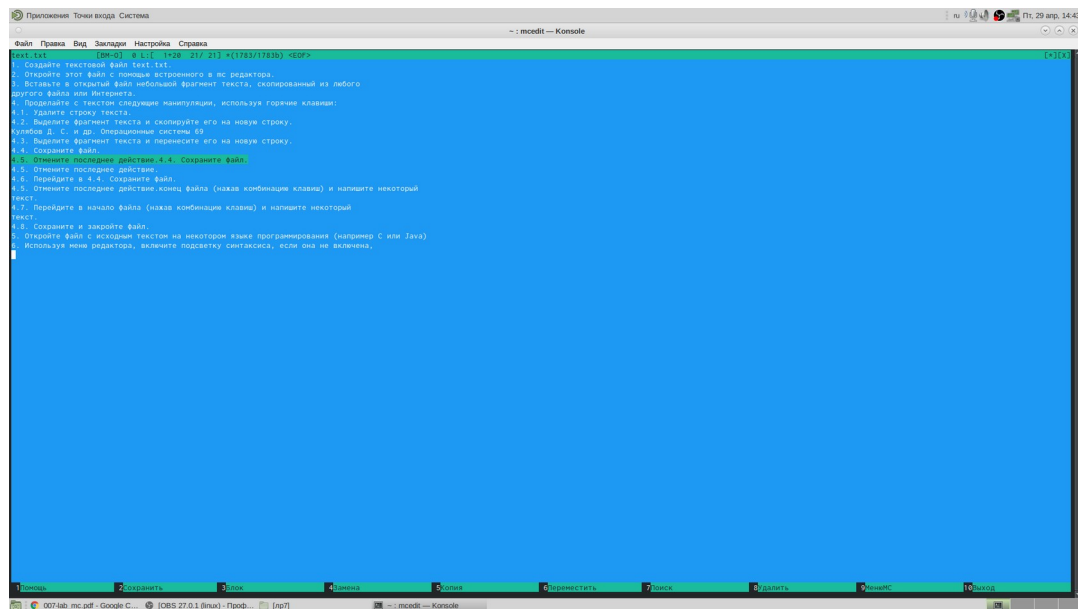 Приложения Точки входа Система
ru
Пт, 29 апр, 14:43
~ : mcedit — Konsole
Файл Правка Вид Закладки Настройка Справка
text.txt [BM-O] 0 L:[ 1+20 21/ 21] *(1783/1783b) <EOF> [*][X]
1. Создайте текстовой файл text.txt.
2. Откройте этот файл с помощью встроенного в mc редактора.
3. Вставьте в открытый файл небольшой фрагмент текста, скопированный из любого
другого файла или Интернета.
4. Проделайте с текстом следующие манипуляции, используя горячие клавиши:
4.1. Удалите строку текста.
4.2. Выделите фрагмент текста и скопируйте его на новую строку.
Кулябов Д. С. и др. Операционные системы 69
4.3. Выделите фрагмент текста и перенесите его на новую строку.
4.4. Сохраните файл.
4.5. Отмените последнее действие.4.4. Сохраните файл.
4.5. Отмените последнее действие.
4.6. Перейдите в 4.4. Сохраните файл.
4.5. Отмените последнее действие.конец файла (нажав комбинацию клавиш) и напишите некоторый
текст.
4.7. Перейдите в начало файла (нажав комбинацию клавиш) и напишите некоторый
текст.
4.8. Сохраните и закройте файл.
5. Откройте файл с исходным текстом на некотором языке программирования (например C или Java)
6. Используя меню редактора, включите подсветку синтаксиса, если она не включена,
1Помощь 2Сохранить 3Блок 4Замена 5Копия 6Переместить 7Поиск 8Удалить 9МенюMC 10Выход
007-lab_mc.pdf - Google C... [OBS 27.0.1 (linux) - Проф... [лр7] ~ : mcedit — Konsole